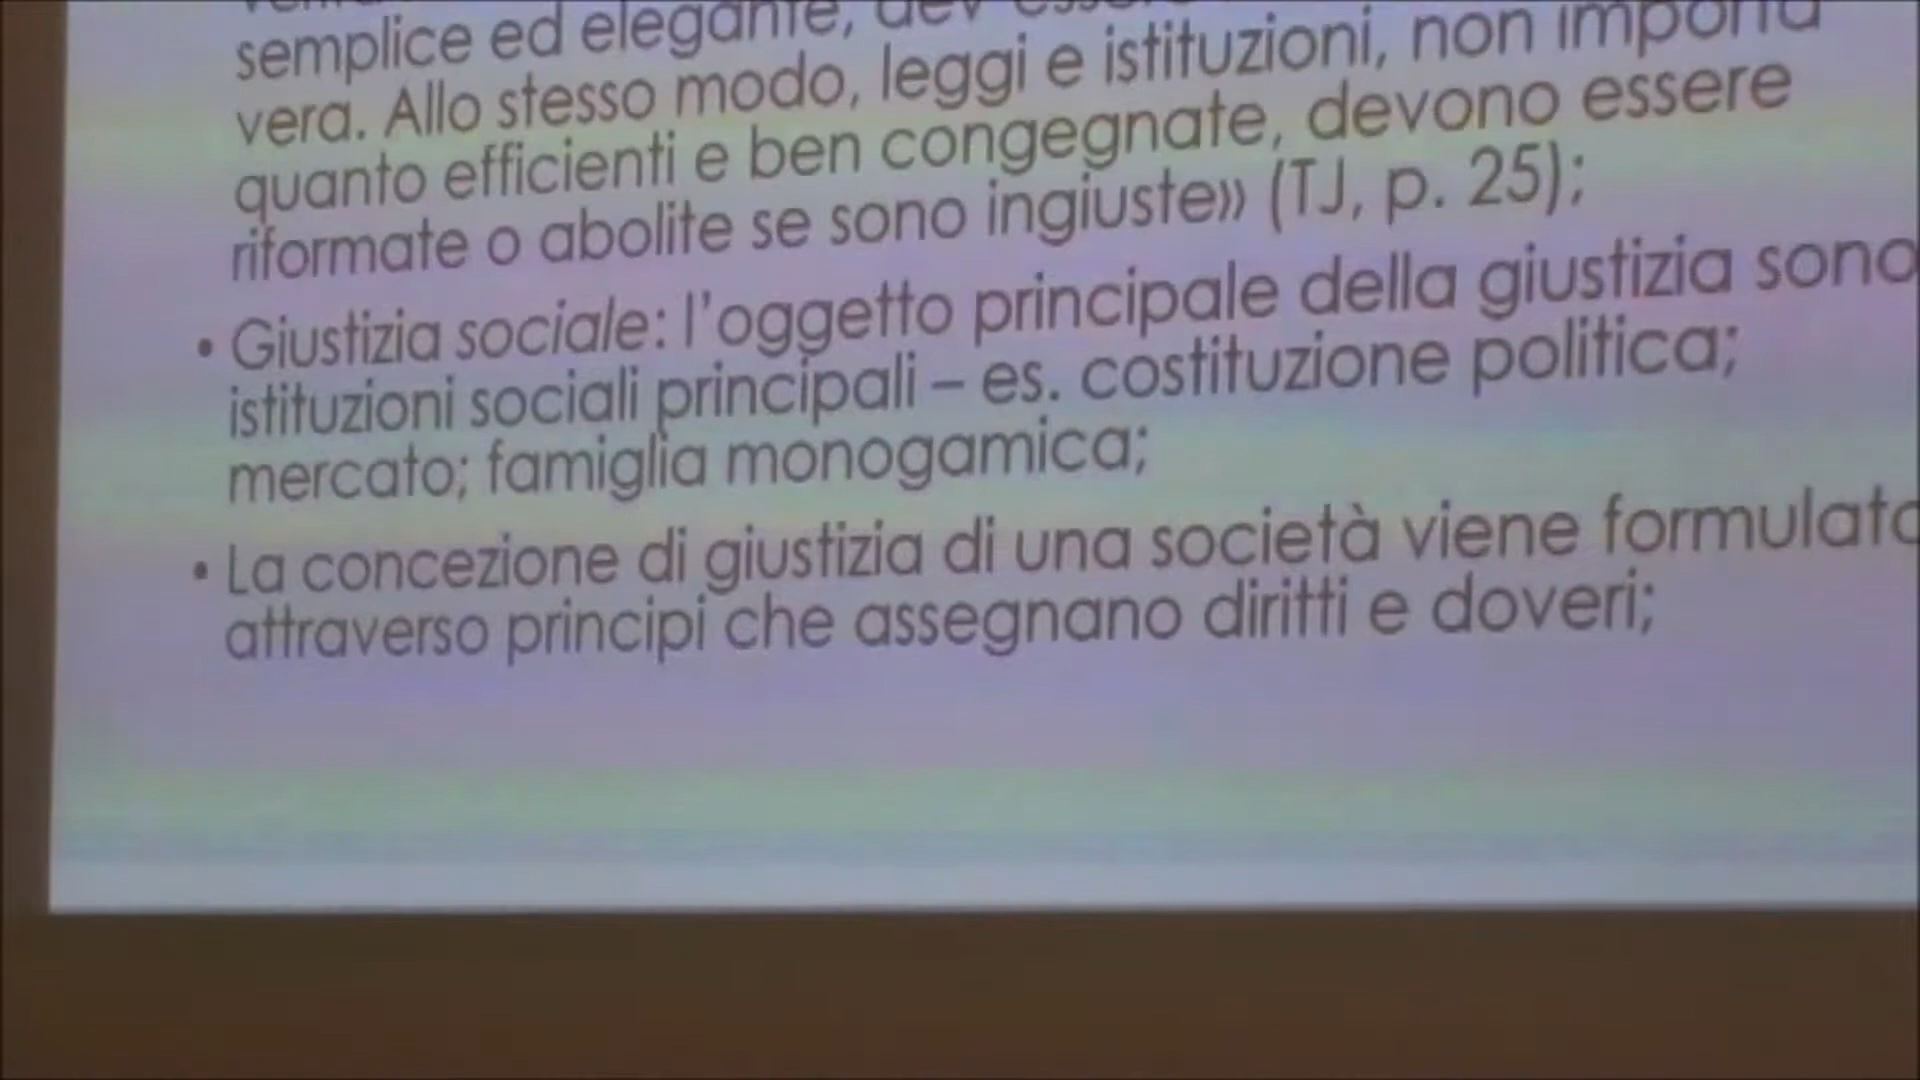 semplice ed elegante,
vera. Allo stesso modo, leggi e istituzioni, non importa
quanto efficienti e ben congegnate, devono essere
riformate o abolite se sono ingiuste» (TJ, p. 25);
• Giustizia sociale: l'oggetto principale della giustizia sono
istituzioni sociali principali – es. costituzione politica;
mercato; famiglia monogamica;
• La concezione di giustizia di una società viene formulata
attraverso principi che assegnano diritti e doveri;